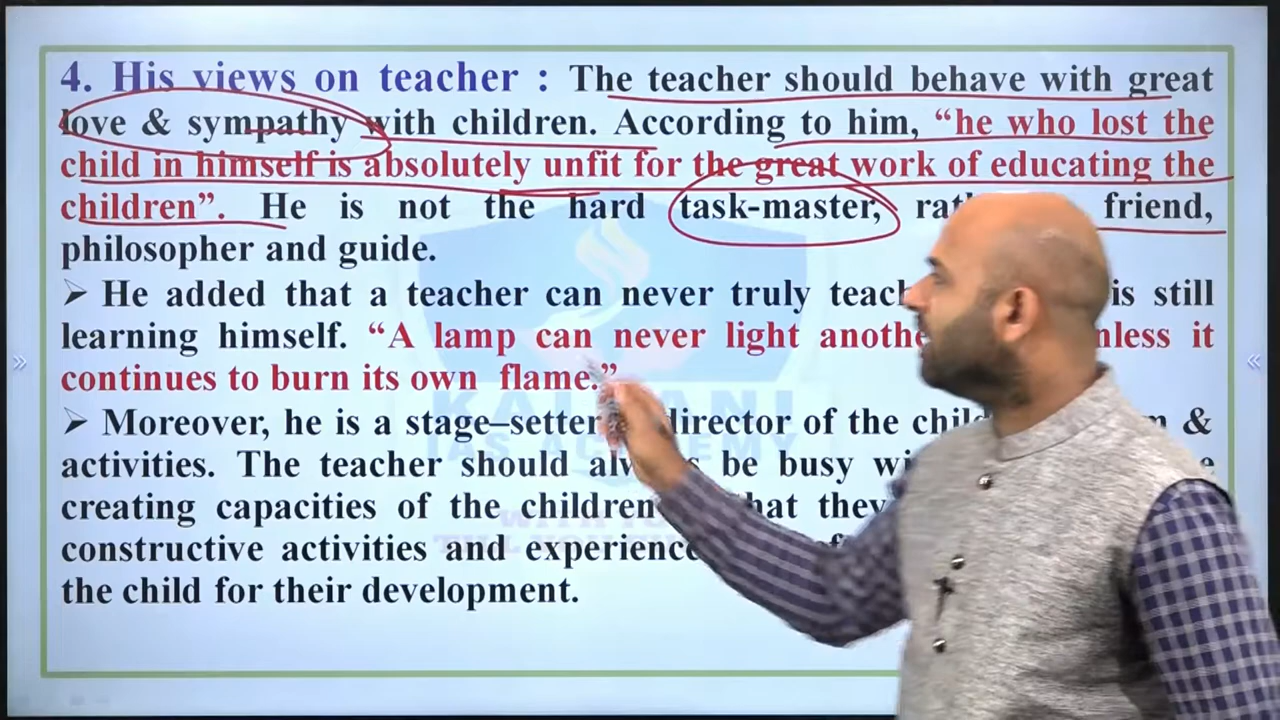 4. His views on teacher : The teacher should behave with great
love & sympathy with children. According to him, “he who lost the
child in himself is absolutely unfit for the great work of educating the
children”. He is not the hard task-master, friend,
philosopher and guide.
➢ He added that a teacher can never truly is still
learning himself. “A lamp can never light it
continues to burn its own flame.”
➢ Moreover, he is a stage–setter director of the &
activities. The teacher should be busy
creating capacities of the children they
constructive activities and
the child for their development.
KALYANI
IAS ACADEMY